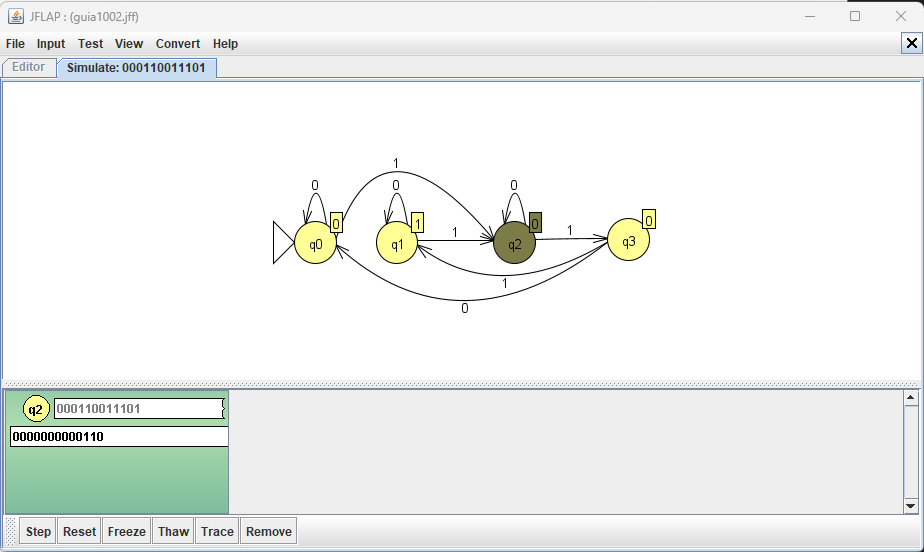 JFLAP : (guia1002.jff)
File Input Test View Convert Help
Editor Simulate: 000110011101
1
0 0 0
0 1 0 0
q0 q1 1 q2 1 q3
1
0
q2 000110011101
0000000000110
Step Reset Freeze Thaw Trace Remove